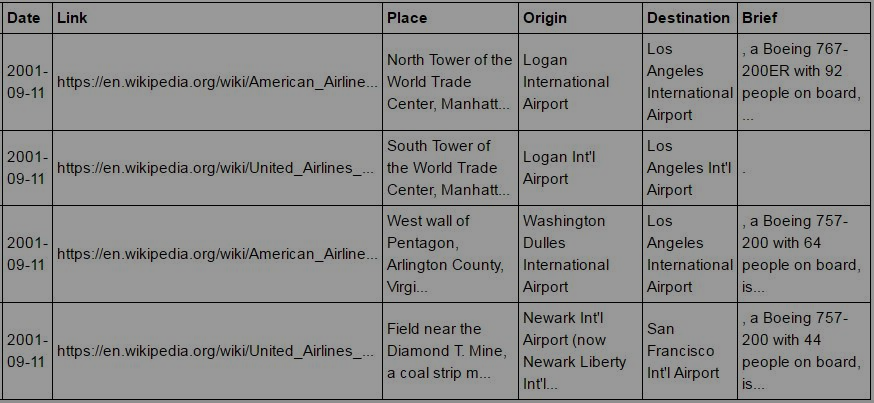 Date Link Place Origin Destination Brief
2001-
09-11
https://en.wikipedia.org/wiki/American_Airline...
North Tower of the
World Trade
Center, Manhatt...
Logan
International
Airport
Los
Angeles
International
Airport
, a Boeing 767-
200ER with 92
people on board,
...
2001-
09-11
https://en.wikipedia.org/wiki/United_Airlines_...
South Tower of
the World Trade
Center, Manhatt...
Logan Int'l
Airport
Los
Angeles Int'l
Airport
.
2001-
09-11
https://en.wikipedia.org/wiki/American_Airline...
West wall of
Pentagon,
Arlington County,
Virgi...
Washington
Dulles
International
Airport
Los
Angeles
International
Airport
, a Boeing 757-
200 with 64
people on board,
is...
2001-
09-11
https://en.wikipedia.org/wiki/United_Airlines_...
Field near the
Diamond T. Mine,
a coal strip m...
Newark Int'l
Airport (now
Newark Liberty
Int'l...
San
Francisco
Int'l Airport
, a Boeing 757-
200 with 44
people on board,
is...